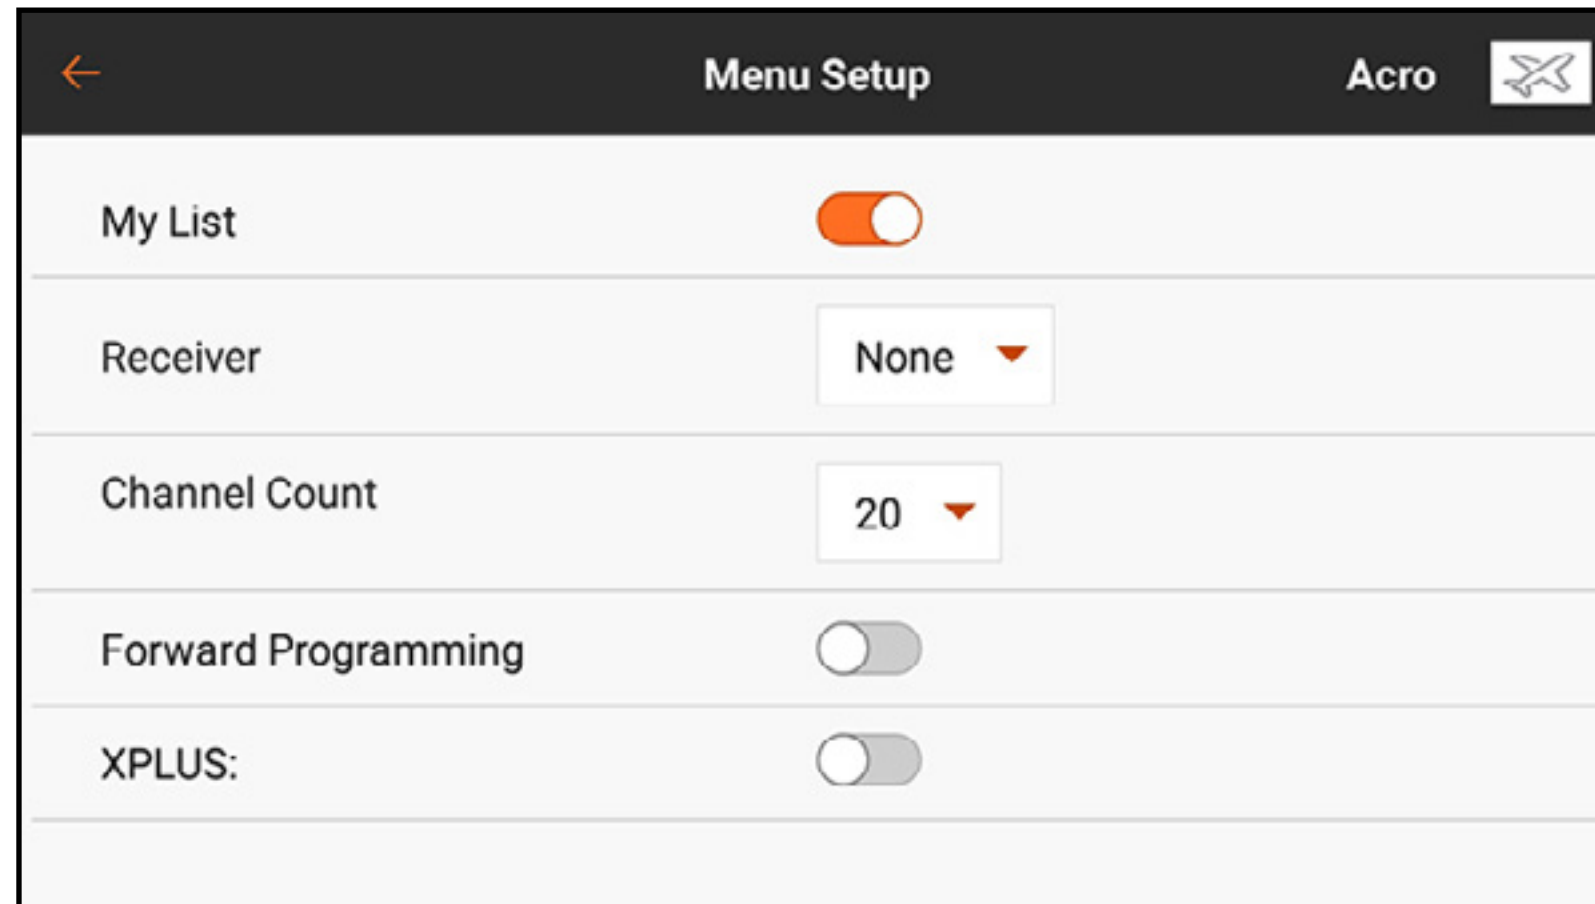 Menu Setup Acro
My List
Receiver None
Channel Count 20
Forward Programming
XPLUS: